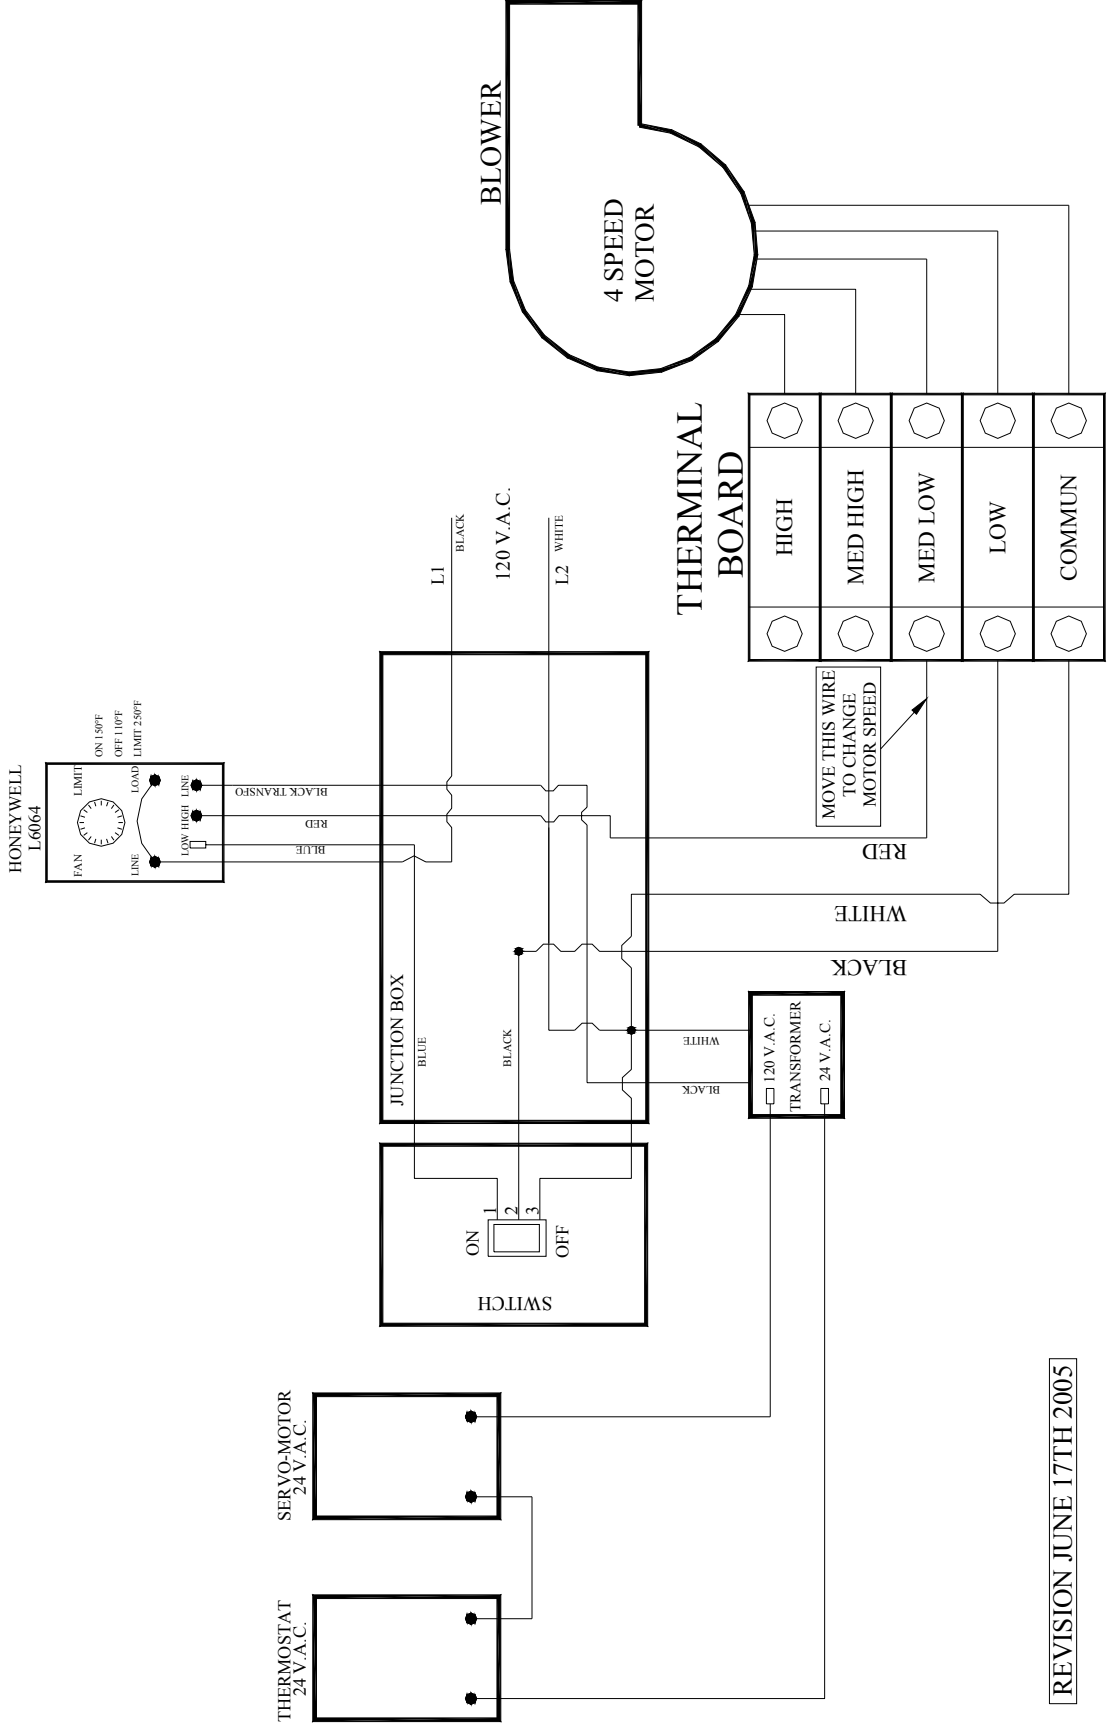 HONEYWELL
L6064
FAN
LIMIT
ON 150°F
OFF 110°F
LIMIT 250°F
LINE
LOAD
LOW
HIGH
LINE
BLUE
RED
BLACK TRANSFO
BLOWER
4 SPEED
MOTOR
THERMINAL
BOARD
HIGH
MED HIGH
MED LOW
LOW
COMMUN
L1
BLACK
120 V.A.C.
L2
WHITE
MOVE THIS WIRE
TO CHANGE
MOTOR SPEED
RED
WHITE
BLACK
JUNCTION BOX
BLUE
BLACK
WHITE
BLACK
120 V.A.C.
TRANSFORMER
24 V.A.C.
SWITCH
ON
1
2
3
OFF
SERVO-MOTOR
24 V.A.C.
THERMOSTAT
24 V.A.C.
REVISION JUNE 17TH 2005